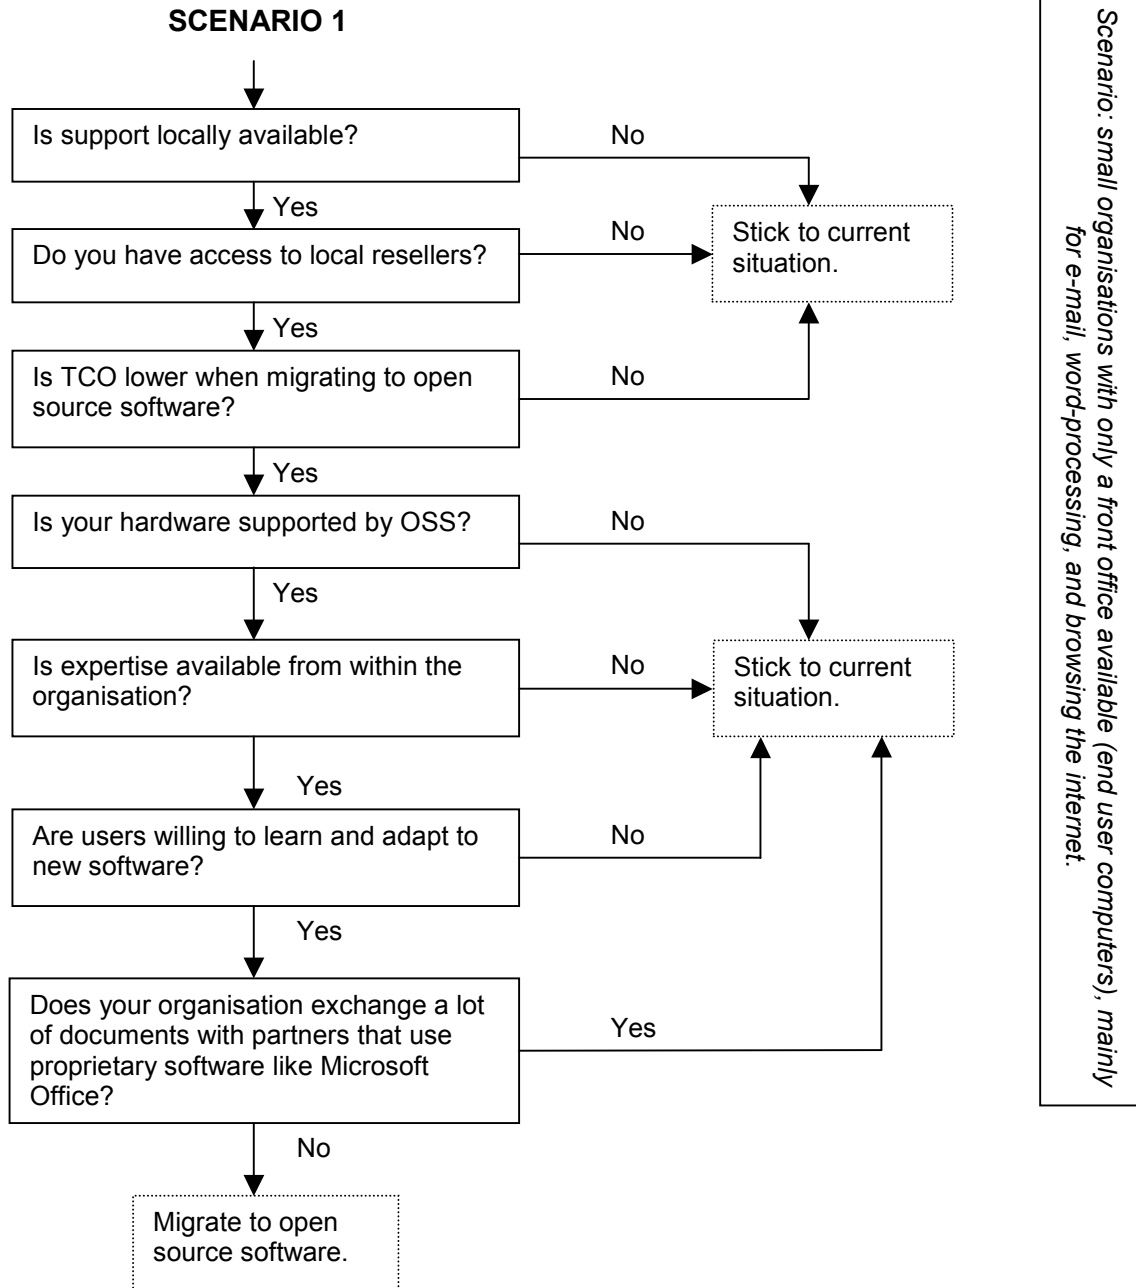 SCENARIO 1
Is support locally available?
No
Yes
Do you have access to local resellers?
No
Stick to current
situation.
Yes
Is TCO lower when migrating to open
source software?
No
Yes
Is your hardware supported by OSS?
No
Yes
Is expertise available from within the
organisation?
No
Stick to current
situation.
Yes
Are users willing to learn and adapt to
new software?
No
Yes
Does your organisation exchange a lot
of documents with partners that use
proprietary software like Microsoft
Office?
Yes
No
Migrate to open
source software.
Scenario: small organisations with only a front office available (end user computers), mainly
for e-mail, word-processing, and browsing the internet.